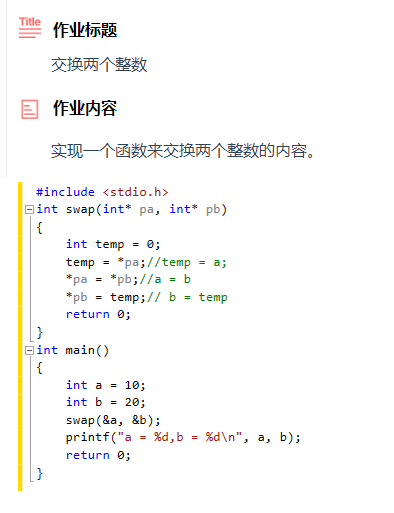 Title 作业标题
交换两个整数
作业内容
实现一个函数来交换两个整数的内容。
#include <stdio.h>
int swap(int* pa, int* pb)
{
    int temp = 0;
    temp = *pa;//temp = a;
    *pa = *pb;//a = b
    *pb = temp;// b = temp
    return 0;
}
int main()
{
    int a = 10;
    int b = 20;
    swap(&a, &b);
    printf("a = %d,b = %d\n", a, b);
    return 0;
}